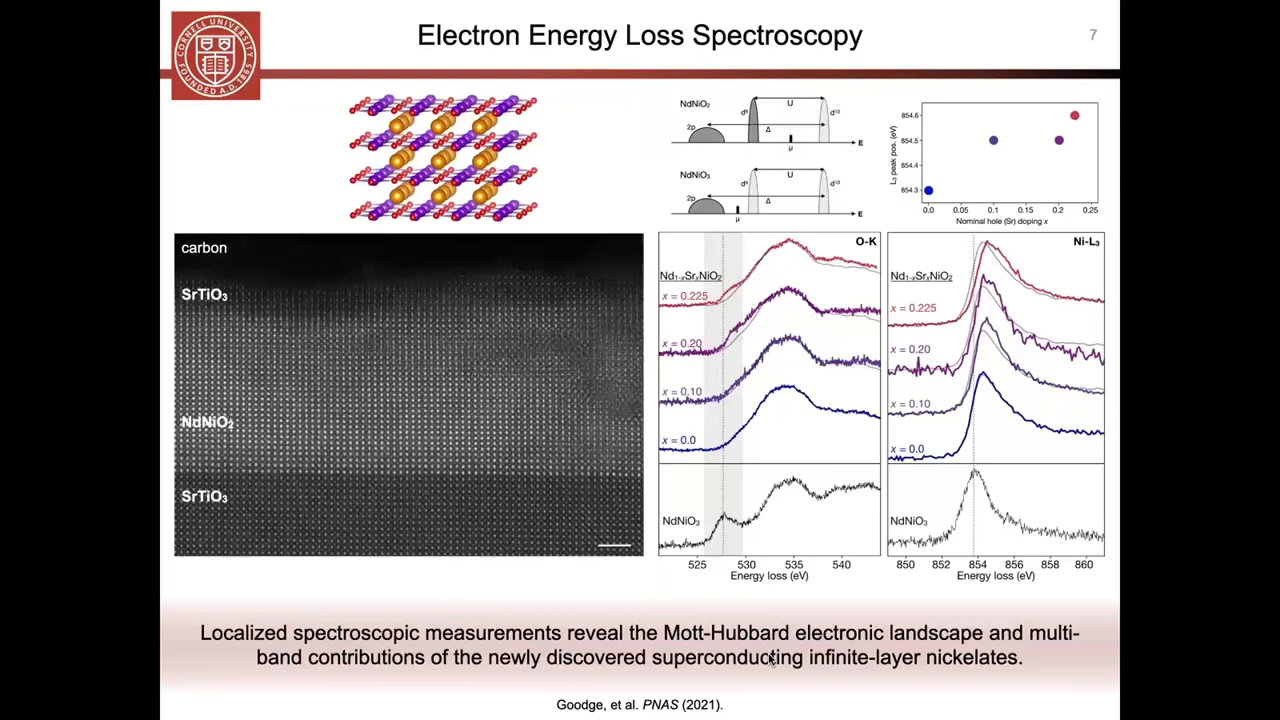 Electron Energy Loss Spectroscopy
7
CORNELL UNIVERSITY
FOUNDED A.D. 1865
NdNiO₂
U
d⁹
d¹⁰
2p
Δ
μ
E
NdNiO₃
U
d⁹
d¹⁰
2p
Δ
μ
E
L₃ peak pos. (eV)
854.6
854.5
854.4
854.3
0.0 0.05 0.1 0.15 0.2 0.25
Nominal hole (Sr) doping x
carbon
SrTiO₃
NdNiO₂
SrTiO₃
O-K
Nd₁₋ₓSrₓNiO₂
x = 0.225
x = 0.20
x = 0.10
x = 0.0
NdNiO₃
525 530 535 540
Energy loss (eV)
Ni-L₃
Nd₁₋ₓSrₓNiO₂
x = 0.225
x = 0.20
x = 0.10
x = 0.0
NdNiO₃
850 852 854 856 858 860
Energy loss (eV)
Localized spectroscopic measurements reveal the Mott-Hubbard electronic landscape and multi-
band contributions of the newly discovered superconducting infinite-layer nickelates.
Goodge, et al. PNAS (2021).